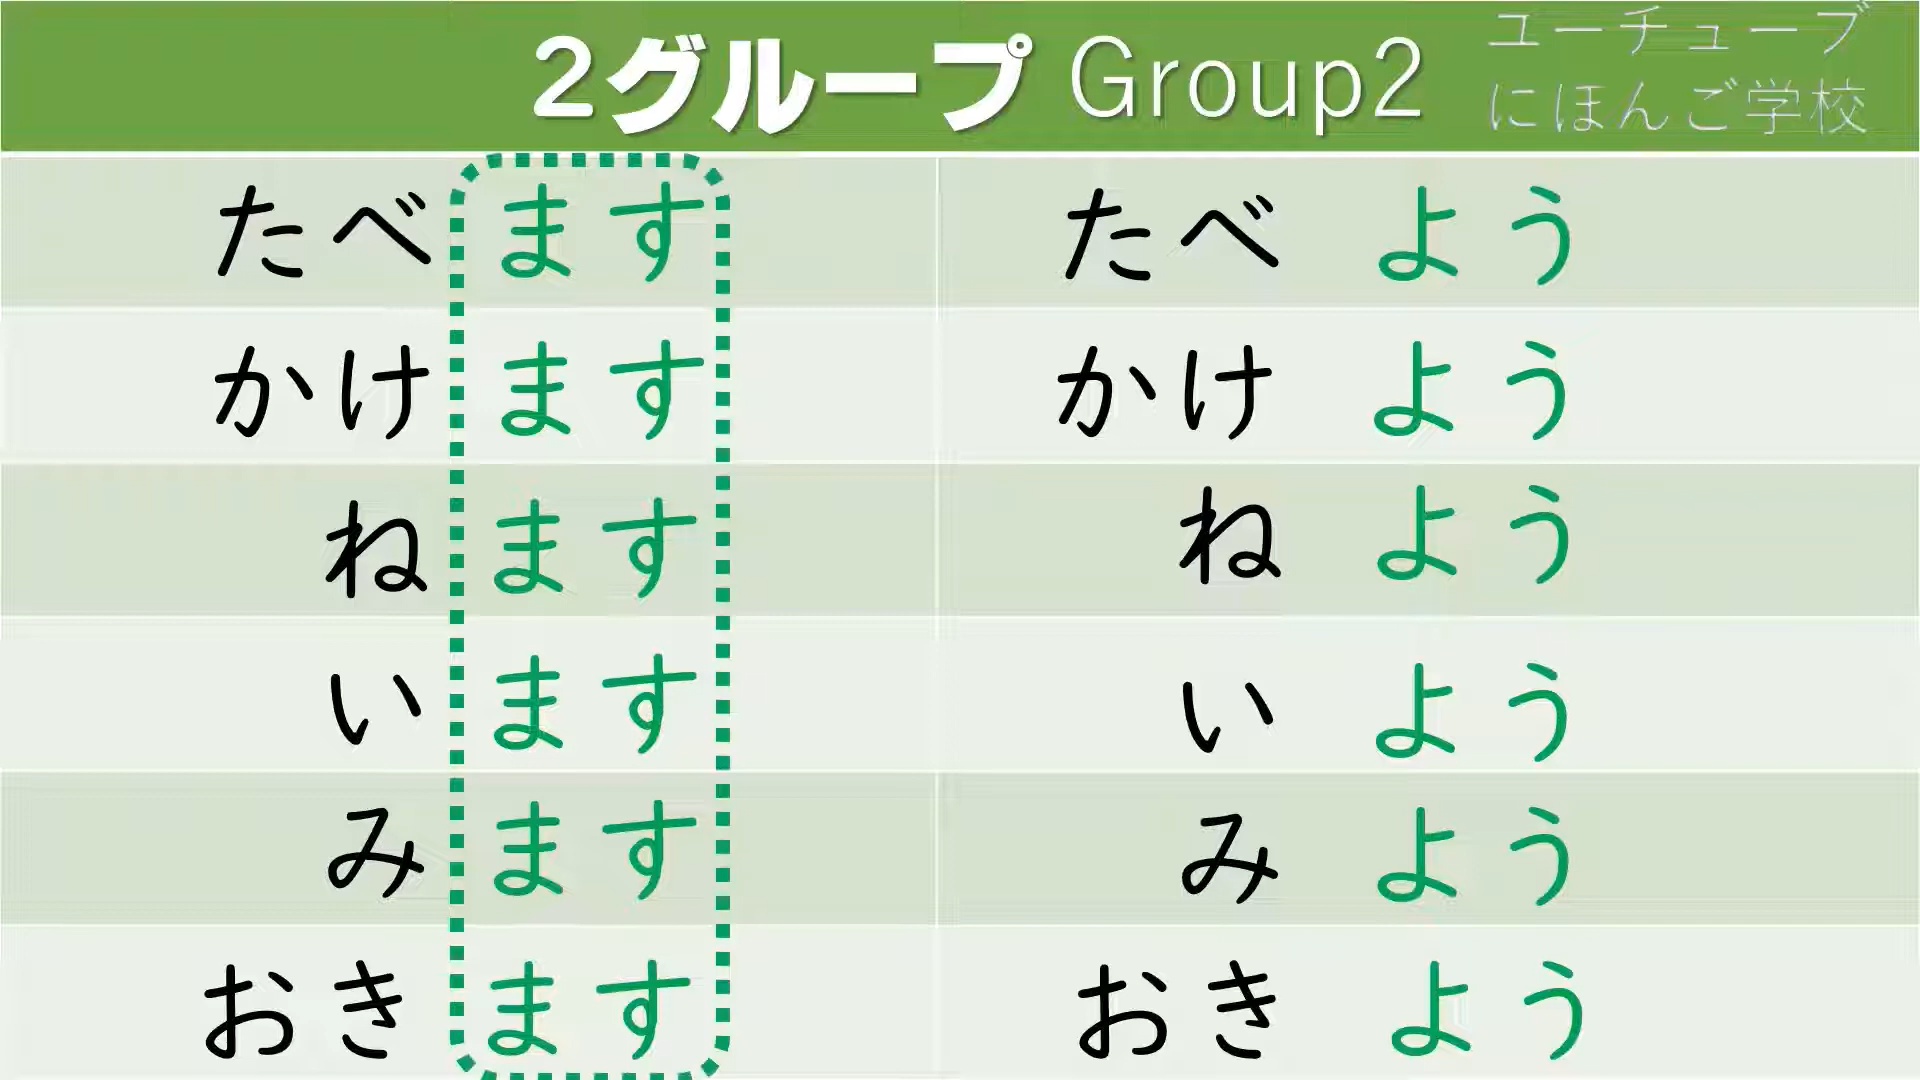 2グループ Group2
ユーチューブ
にほんご学校
たべ ます たべ よう
かけ ます かけ よう
ね ます ね よう
い ます い よう
み ます み よう
おき ます おき よう